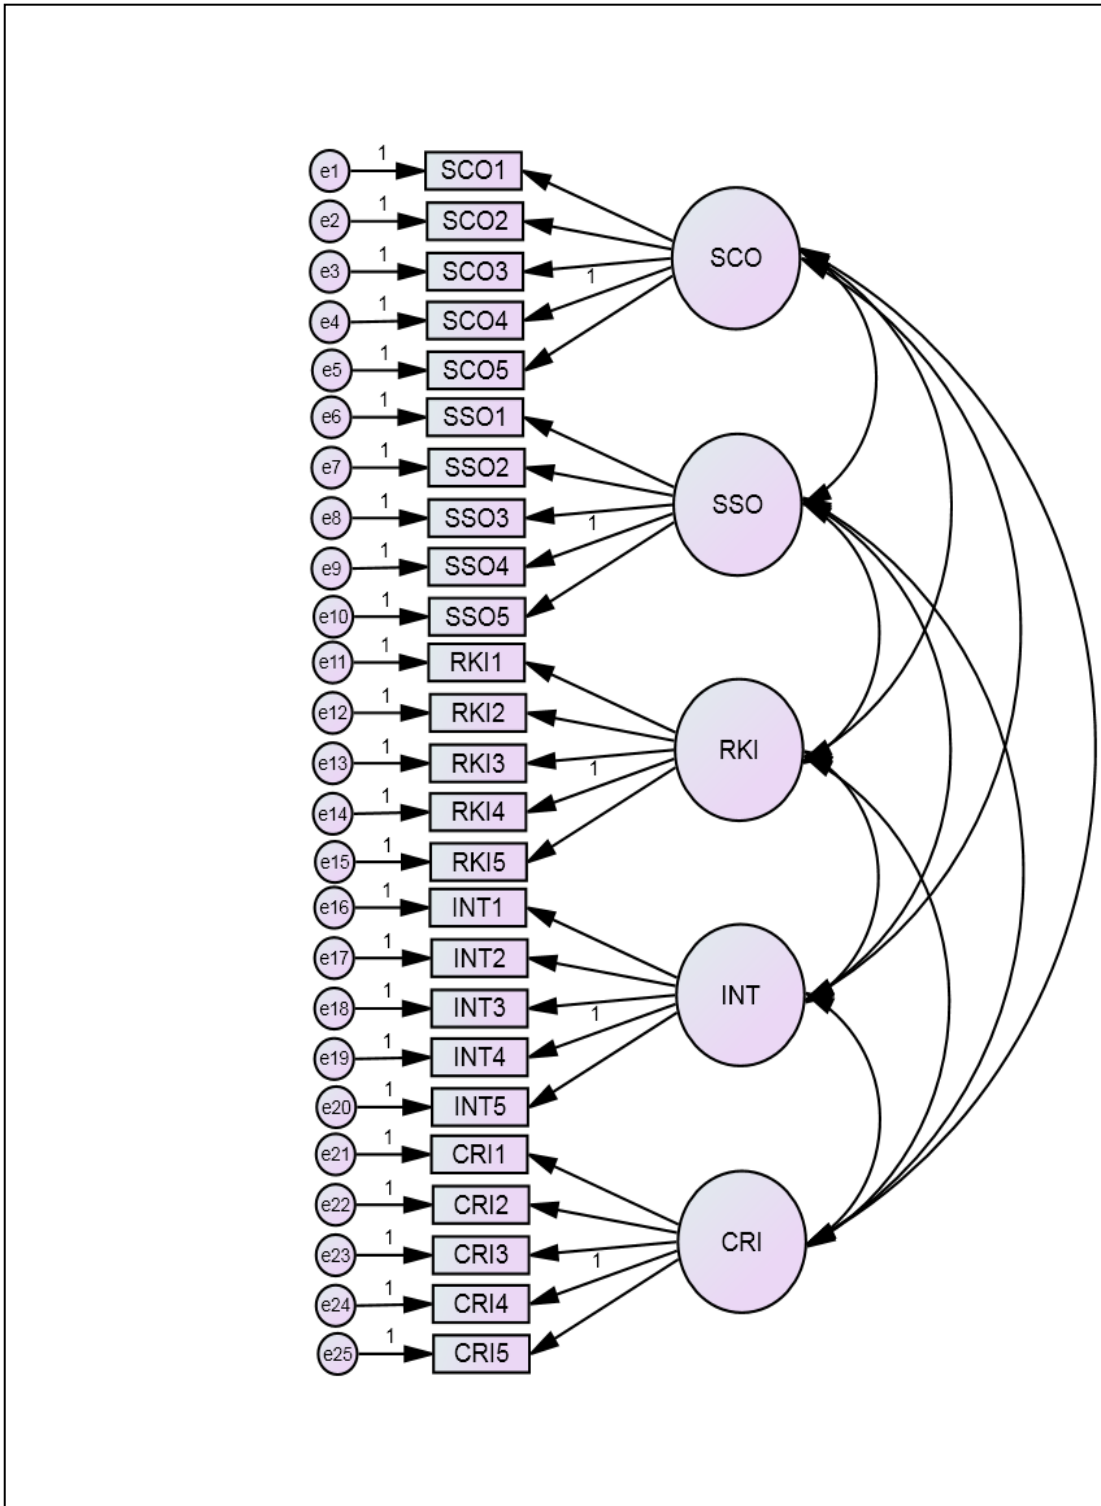 e1 1 SCO1
e2 1 SCO2
e3 1 SCO3
e4 1 SCO4
e5 1 SCO5
1 SCO
e6 1 SSO1
e7 1 SSO2
e8 1 SSO3
e9 1 SSO4
e10 1 SSO5
1 SSO
e11 1 RKI1
e12 1 RKI2
e13 1 RKI3
e14 1 RKI4
e15 1 RKI5
1 RKI
e16 1 INT1
e17 1 INT2
e18 1 INT3
e19 1 INT4
e20 1 INT5
1 INT
e21 1 CRI1
e22 1 CRI2
e23 1 CRI3
e24 1 CRI4
e25 1 CRI5
1 CRI